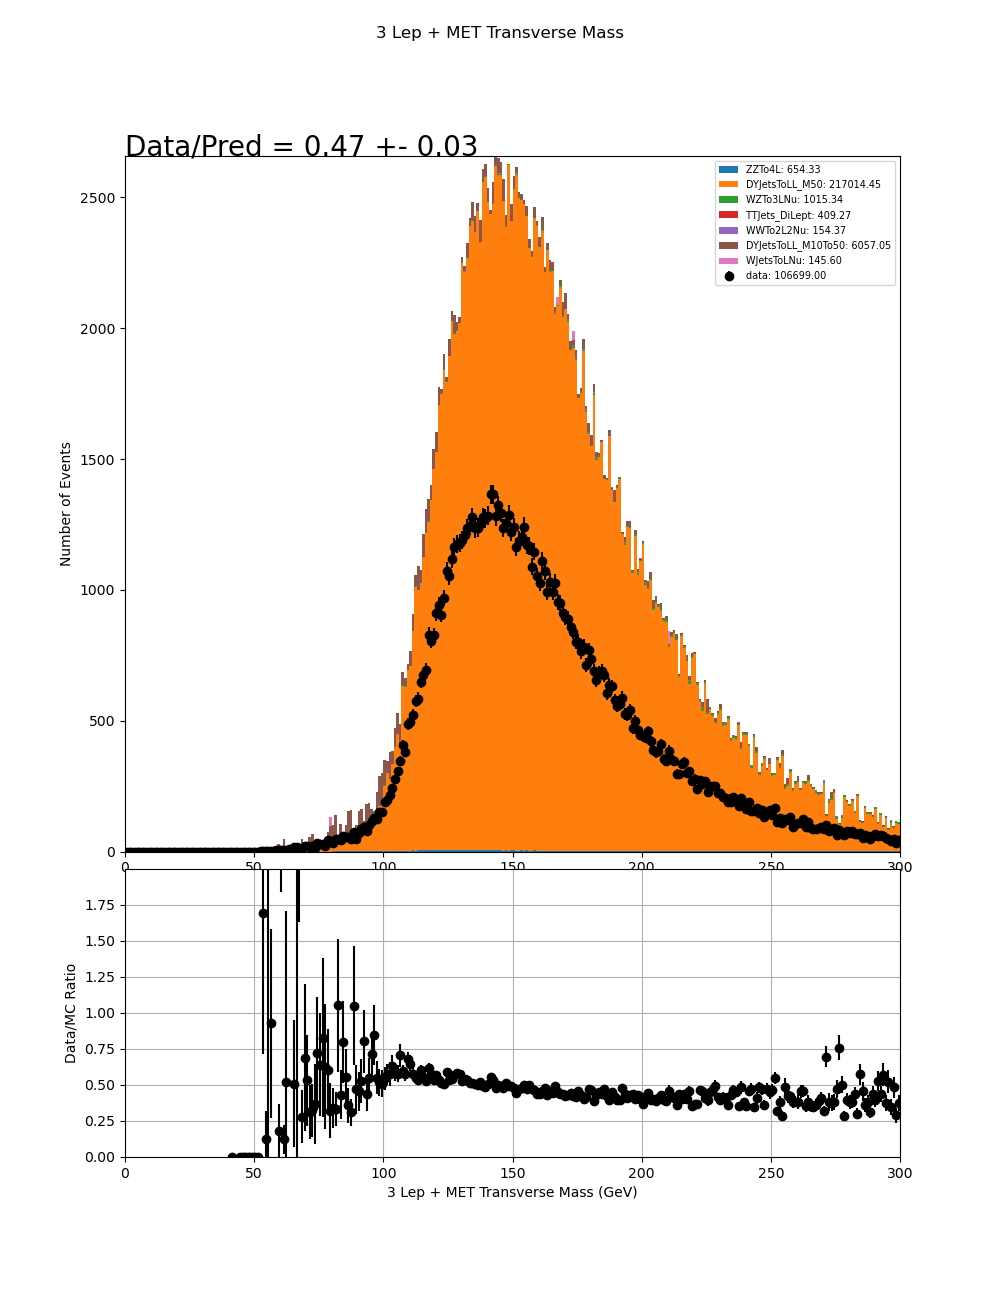 3 Lep + MET Transverse Mass
Data/Pred = 0.47 +- 0.03
ZZTo4L: 654.33
DYJetsToLL_M50: 217014.45
WZTo3LNu: 1015.34
TTJets_DiLept: 409.27
WWTo2L2Nu: 154.37
DYJetsToLL_M10To50: 6057.05
WJetsToLNu: 145.60
data: 106699.00
Number of Events
2500
2000
1500
1000
500
0
0 50 100 150 200 250 300
Data/MC Ratio
1.75
1.50
1.25
1.00
0.75
0.50
0.25
0.00
0 50 100 150 200 250 300
3 Lep + MET Transverse Mass (GeV)